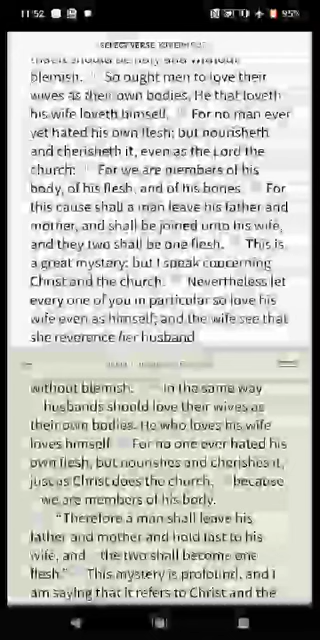 11:52
95%
that it should be holy and without
blemish. So ought men to love their
wives as their own bodies. He that loveth
his wife loveth himself. For no man ever
yet hated his own flesh; but nourisheth
and cherisheth it, even as the Lord the
church: For we are members of his
body, of his flesh, and of his bones. For
this cause shall a man leave his father and
mother, and shall be joined unto his wife,
and they two shall be one flesh. This is
a great mystery: but I speak concerning
Christ and the church. Nevertheless let
every one of you in particular so love his
wife even as himself; and the wife see that
she reverence her husband
without blemish. In the same way
husbands should love their wives as
their own bodies. He who loves his wife
loves himself. For no one ever hated his
own flesh, but nourishes and cherishes it,
just as Christ does the church, because
we are members of his body.
"Therefore a man shall leave his
father and mother and hold fast to his
wife, and the two shall become one
flesh." This mystery is profound, and I
am saying that it refers to Christ and the